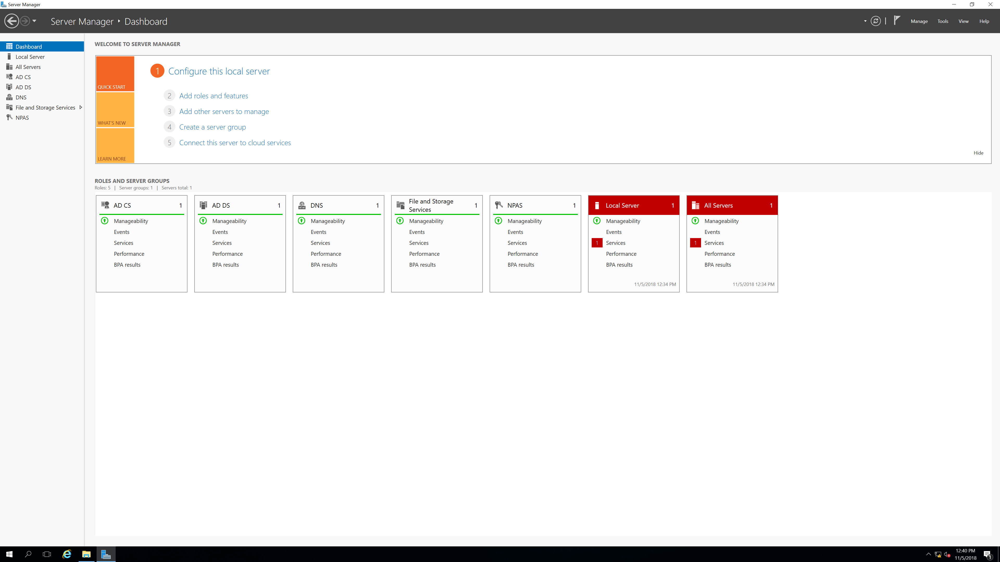 Server Manager
Server Manager Dashboard
Manage Tools View Help
Dashboard
Local Server
All Servers
AD CS
AD DS
DNS
File and Storage Services
NPAS
WELCOME TO SERVER MANAGER
QUICK START
WHAT'S NEW
LEARN MORE
1 Configure this local server
2 Add roles and features
3 Add other servers to manage
4 Create a server group
5 Connect this server to cloud services
Hide
ROLES AND SERVER GROUPS
Roles: 5 | Server groups: 1 | Servers total: 1
AD CS 1
Manageability
Events
Services
Performance
BPA results
AD DS 1
Manageability
Events
Services
Performance
BPA results
DNS 1
Manageability
Events
Services
Performance
BPA results
File and Storage
Services 1
Manageability
Events
Services
Performance
BPA results
NPAS 1
Manageability
Events
Services
Performance
BPA results
Local Server 1
Manageability
Events
1 Services
Performance
BPA results
11/5/2018 12:34 PM
All Servers 1
Manageability
Events
1 Services
Performance
BPA results
11/5/2018 12:34 PM
12:40 PM
11/5/2018
1